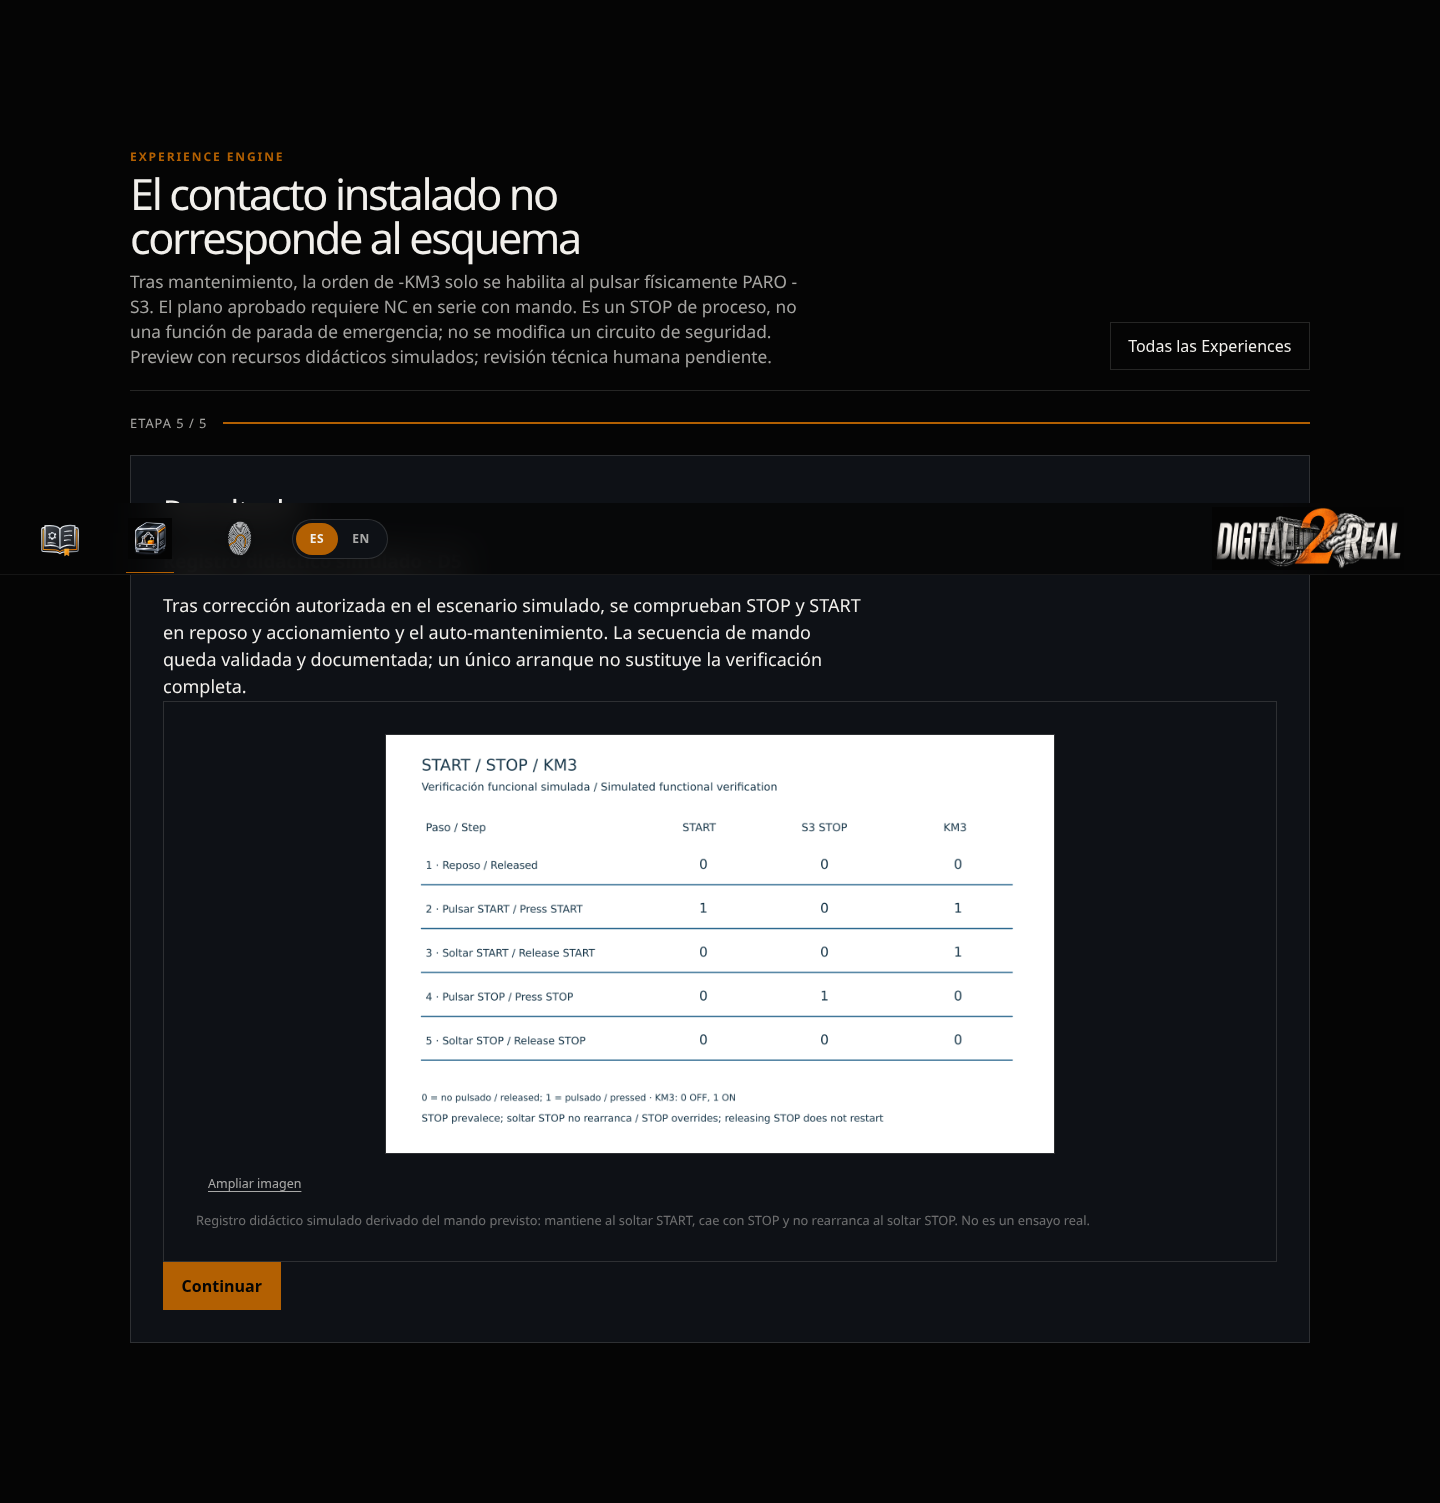 EXPERIENCE ENGINE
El contacto instalado no
corresponde al esquema
Tras mantenimiento, la orden de -KM3 solo se habilita al pulsar físicamente PARO -
S3. El plano aprobado requiere NC en serie con mando. Es un STOP de proceso, no
una función de parada de emergencia; no se modifica un circuito de seguridad.
Preview con recursos didácticos simulados; revisión técnica humana pendiente.
Todas las Experiences
ETAPA 5 / 5
ES EN
DIGITAL 2 REAL
Tras corrección autorizada en el escenario simulado, se comprueban STOP y START
en reposo y accionamiento y el auto-mantenimiento. La secuencia de mando
queda validada y documentada; un único arranque no sustituye la verificación
completa.
START / STOP / KM3
Verificación funcional simulada / Simulated functional verification
Paso / Step START S3 STOP KM3
1 · Reposo / Released 0 0 0
2 · Pulsar START / Press START 1 0 1
3 · Soltar START / Release START 0 0 1
4 · Pulsar STOP / Press STOP 0 1 0
5 · Soltar STOP / Release STOP 0 0 0
0 = no pulsado / released; 1 = pulsado / pressed · KM3: 0 OFF, 1 ON
STOP prevalece; soltar STOP no rearranca / STOP overrides; releasing STOP does not restart
Ampliar imagen
Registro didáctico simulado derivado del mando previsto: mantiene al soltar START, cae con STOP y no rearranca al soltar STOP. No es un ensayo real.
Continuar